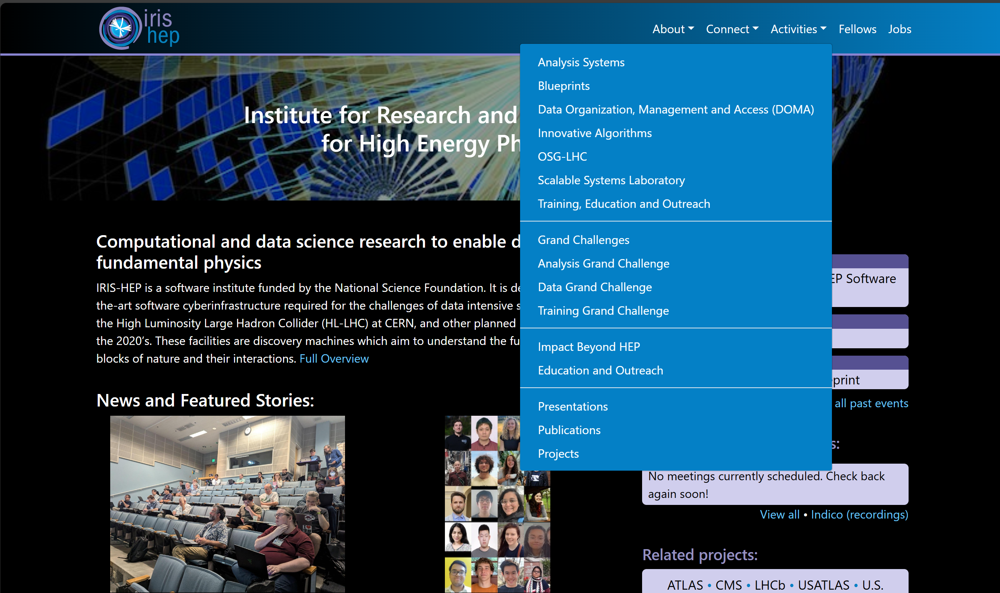 iris
hep
About Connect Activities Fellows Jobs
Analysis Systems
Blueprints
Data Organization, Management and Access (DOMA)
Innovative Algorithms
OSG-LHC
Scalable Systems Laboratory
Training, Education and Outreach
Grand Challenges
Analysis Grand Challenge
Data Grand Challenge
Training Grand Challenge
Impact Beyond HEP
Education and Outreach
Presentations
Publications
Projects
Institute for Research and
for High Energy
Computational and data science research to enable
fundamental physics
IRIS-HEP is a software institute funded by the National Science Foundation. It is
the-art software cyberinfrastructure required for the challenges of data intensive
the High Luminosity Large Hadron Collider (HL-LHC) at CERN, and other planned
the 2020's. These facilities are discovery machines which aim to understand the
blocks of nature and their interactions. Full Overview
News and Featured Stories:
Software
all past events
No meetings currently scheduled. Check back
again soon!
View all • Indico (recordings)
Related projects:
ATLAS • CMS • LHCb • USATLAS • U.S.